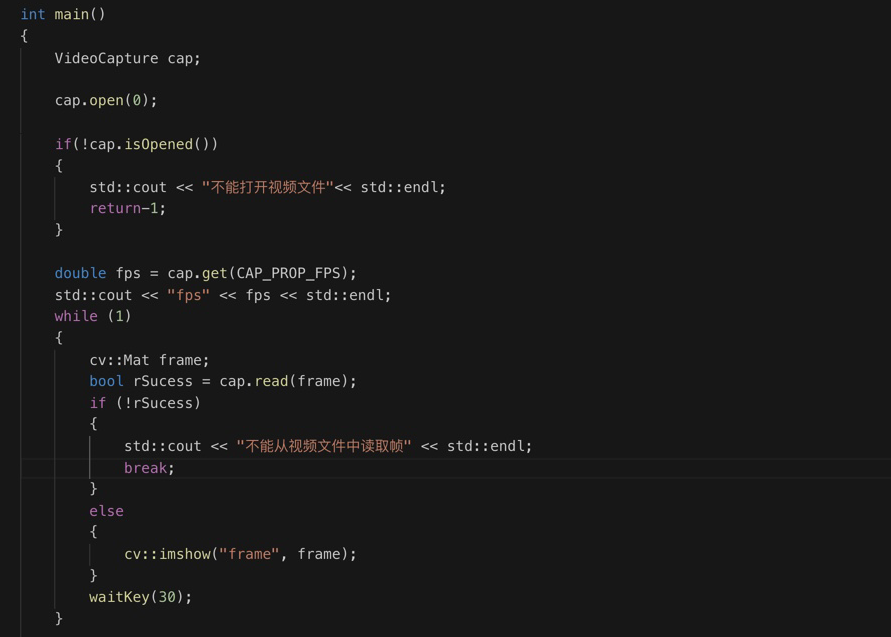 int main()
{
    VideoCapture cap;
    cap.open(0);
    if(!cap.isOpened())
    {
        std::cout << "不能打开视频文件"<< std::endl;
        return-1;
    }
    double fps = cap.get(CAP_PROP_FPS);
    std::cout << "fps" << fps << std::endl;
    while (1)
    {
        cv::Mat frame;
        bool rSucess = cap.read(frame);
        if (!rSucess)
        {
            std::cout << "不能从视频文件中读取帧" << std::endl;
            break;
        }
        else
        {
            cv::imshow("frame", frame);
        }
        waitKey(30);
    }